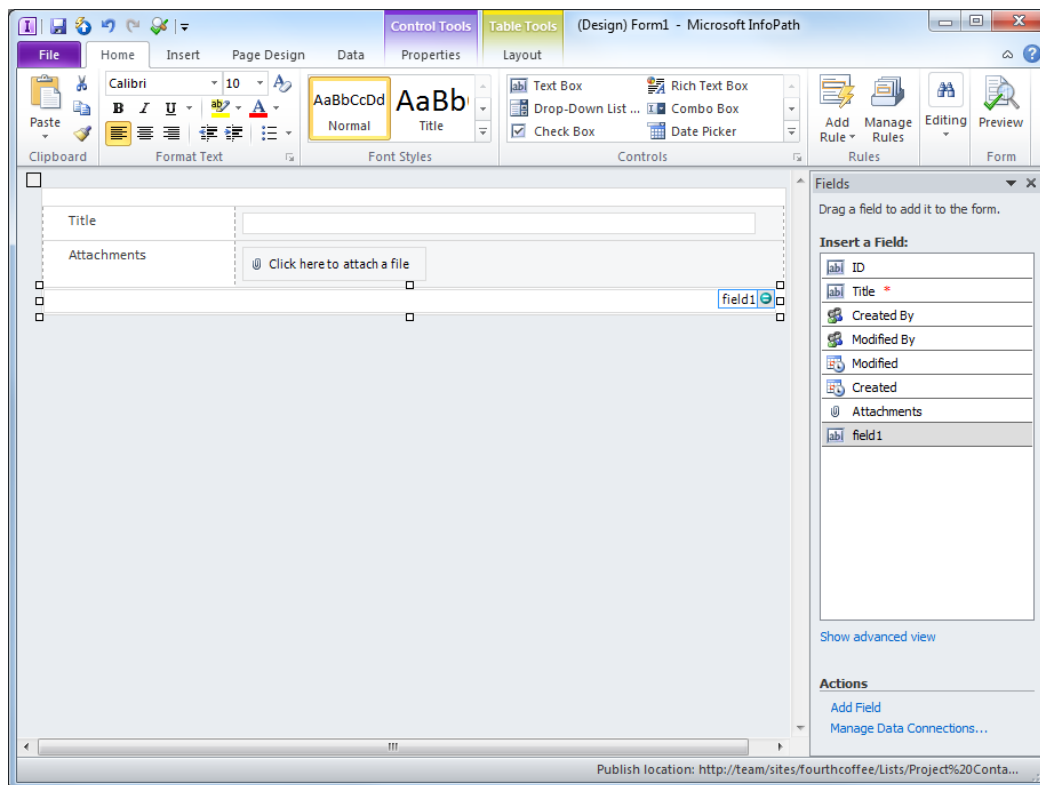 Control Tools Table Tools (Design) Form1 - Microsoft InfoPath
File Home Insert Page Design Data Properties Layout
Paste
Clipboard
Calibri 10
B I U ab A
Format Text
AaBbCcDd AaBb
Normal Title
Font Styles
Text Box Rich Text Box
Drop-Down List ... Combo Box
Check Box Date Picker
Controls
Add Rule Manage Rules
Rules
Editing
Preview
Form
Title
Attachments Click here to attach a file
field1
Fields
Drag a field to add it to the form.
Insert a Field:
ID
Title *
Created By
Modified By
Modified
Created
Attachments
field1
Show advanced view
Actions
Add Field
Manage Data Connections...
Publish location: http://team/sites/fourthcoffee/Lists/Project%20Conta...